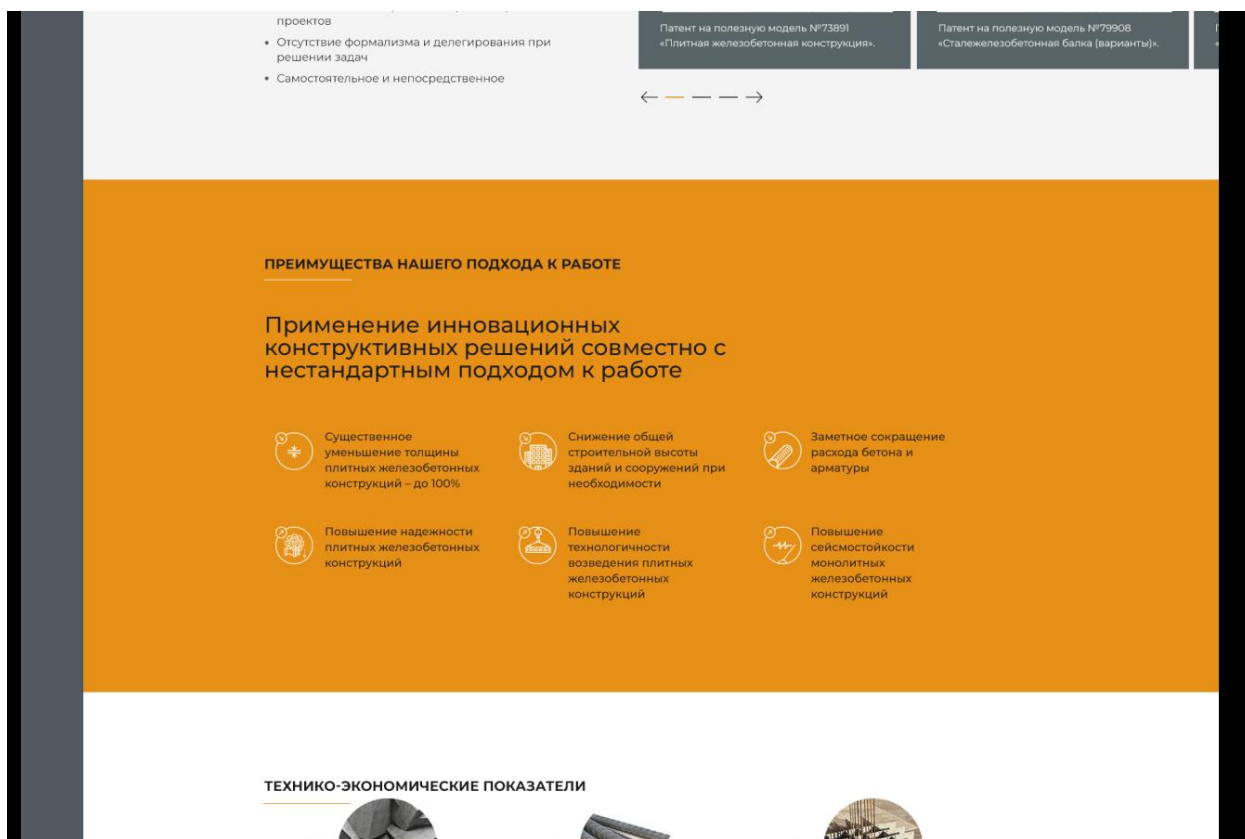 проектов
• Отсутствие формализма и делегирования при
решении задач
• Самостоятельное и непосредственное
Патент на полезную модель №73891
«Плитная железобетонная конструкция».
Патент на полезную модель №79908
«Сталежелезобетонная балка (варианты)».
ПРЕИМУЩЕСТВА НАШЕГО ПОДХОДА К РАБОТЕ
Применение инновационных
конструктивных решений совместно с
нестандартным подходом к работе
Существенное
уменьшение толщины
плитных железобетонных
конструкций – до 100%
Снижение общей
строительной высоты
зданий и сооружений при
необходимости
Заметное сокращение
расхода бетона и
арматуры
Повышение надежности
плитных железобетонных
конструкций
Повышение
технологичности
возведения плитных
железобетонных
конструкций
Повышение
сейсмостойкости
монолитных
железобетонных
конструкций
ТЕХНИКО-ЭКОНОМИЧЕСКИЕ ПОКАЗАТЕЛИ